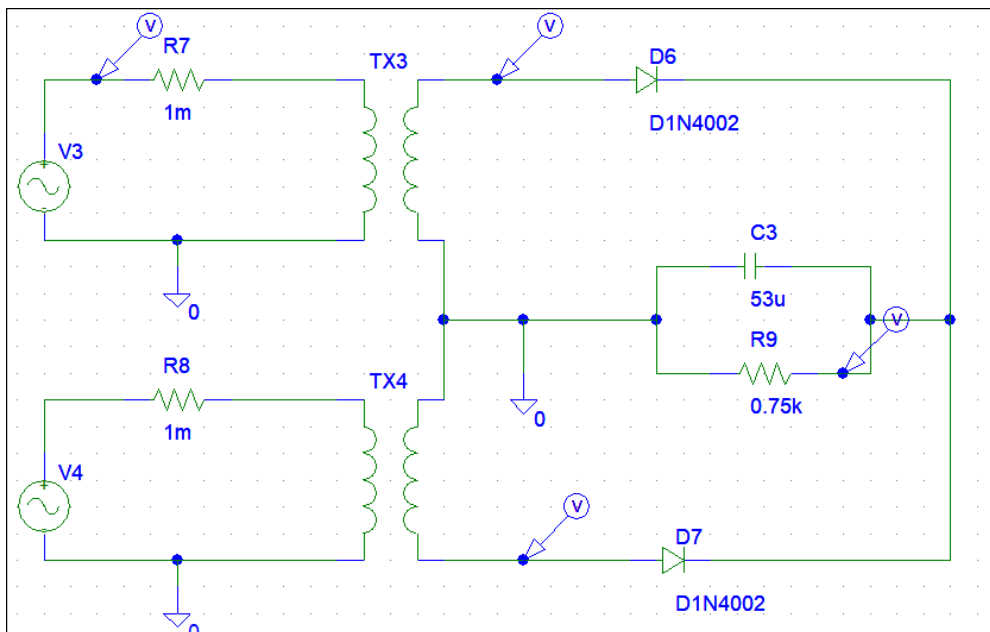 V
R7
1m
V3
0
TX3
V
D6
D1N4002
C3
53u
V
R9
0.75k
0
R8
1m
V4
0
TX4
V
D7
D1N4002